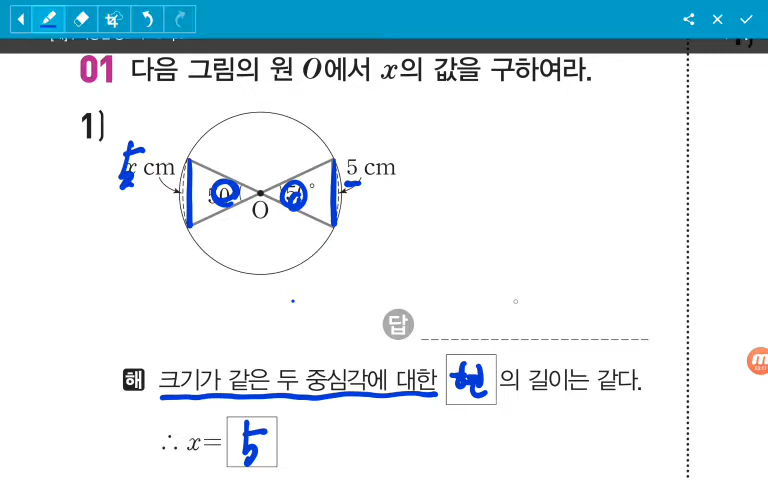 01 다음 그림의 원 O에서 x의 값을 구하여라.
1)
5 cm
5 cm
50
50°
O
답
해 크기가 같은 두 중심각에 대한 현 의 길이는 같다.
∴ x= 5